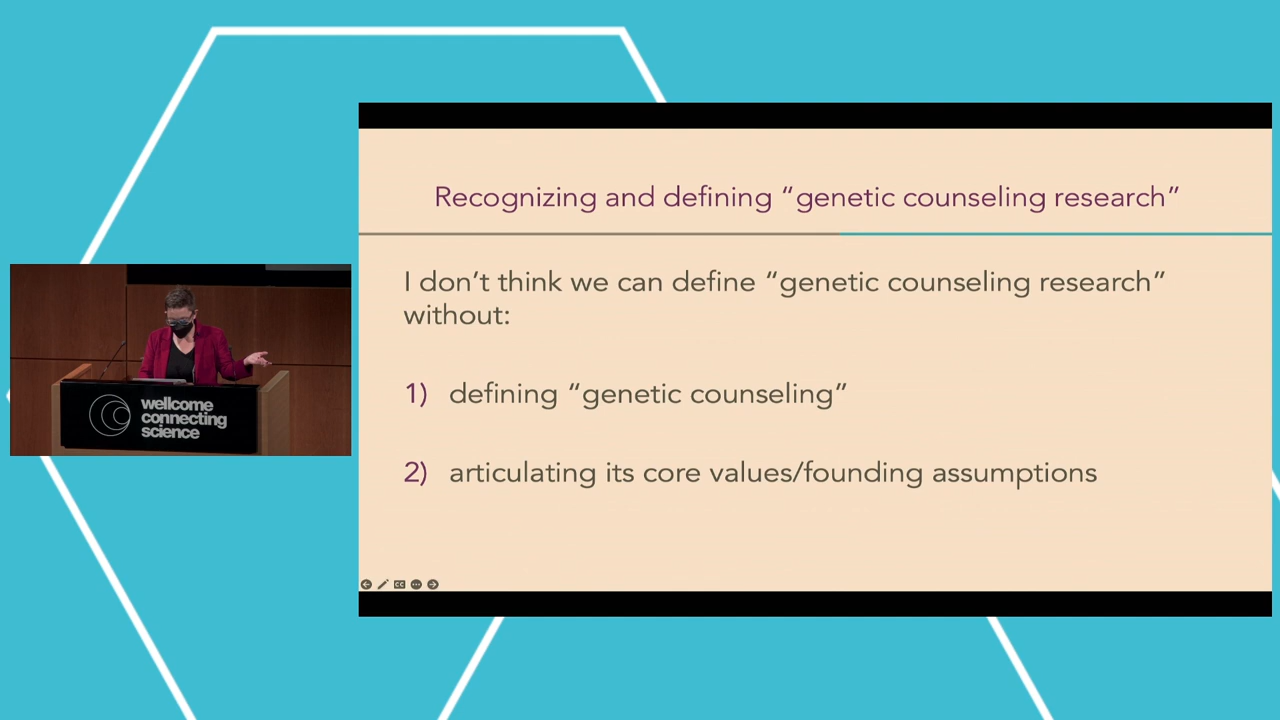 Recognizing and defining “genetic counseling research”
I don’t think we can define “genetic counseling research”
without:
1) defining “genetic counseling”
2) articulating its core values/founding assumptions
wellcome
connecting
science
CC